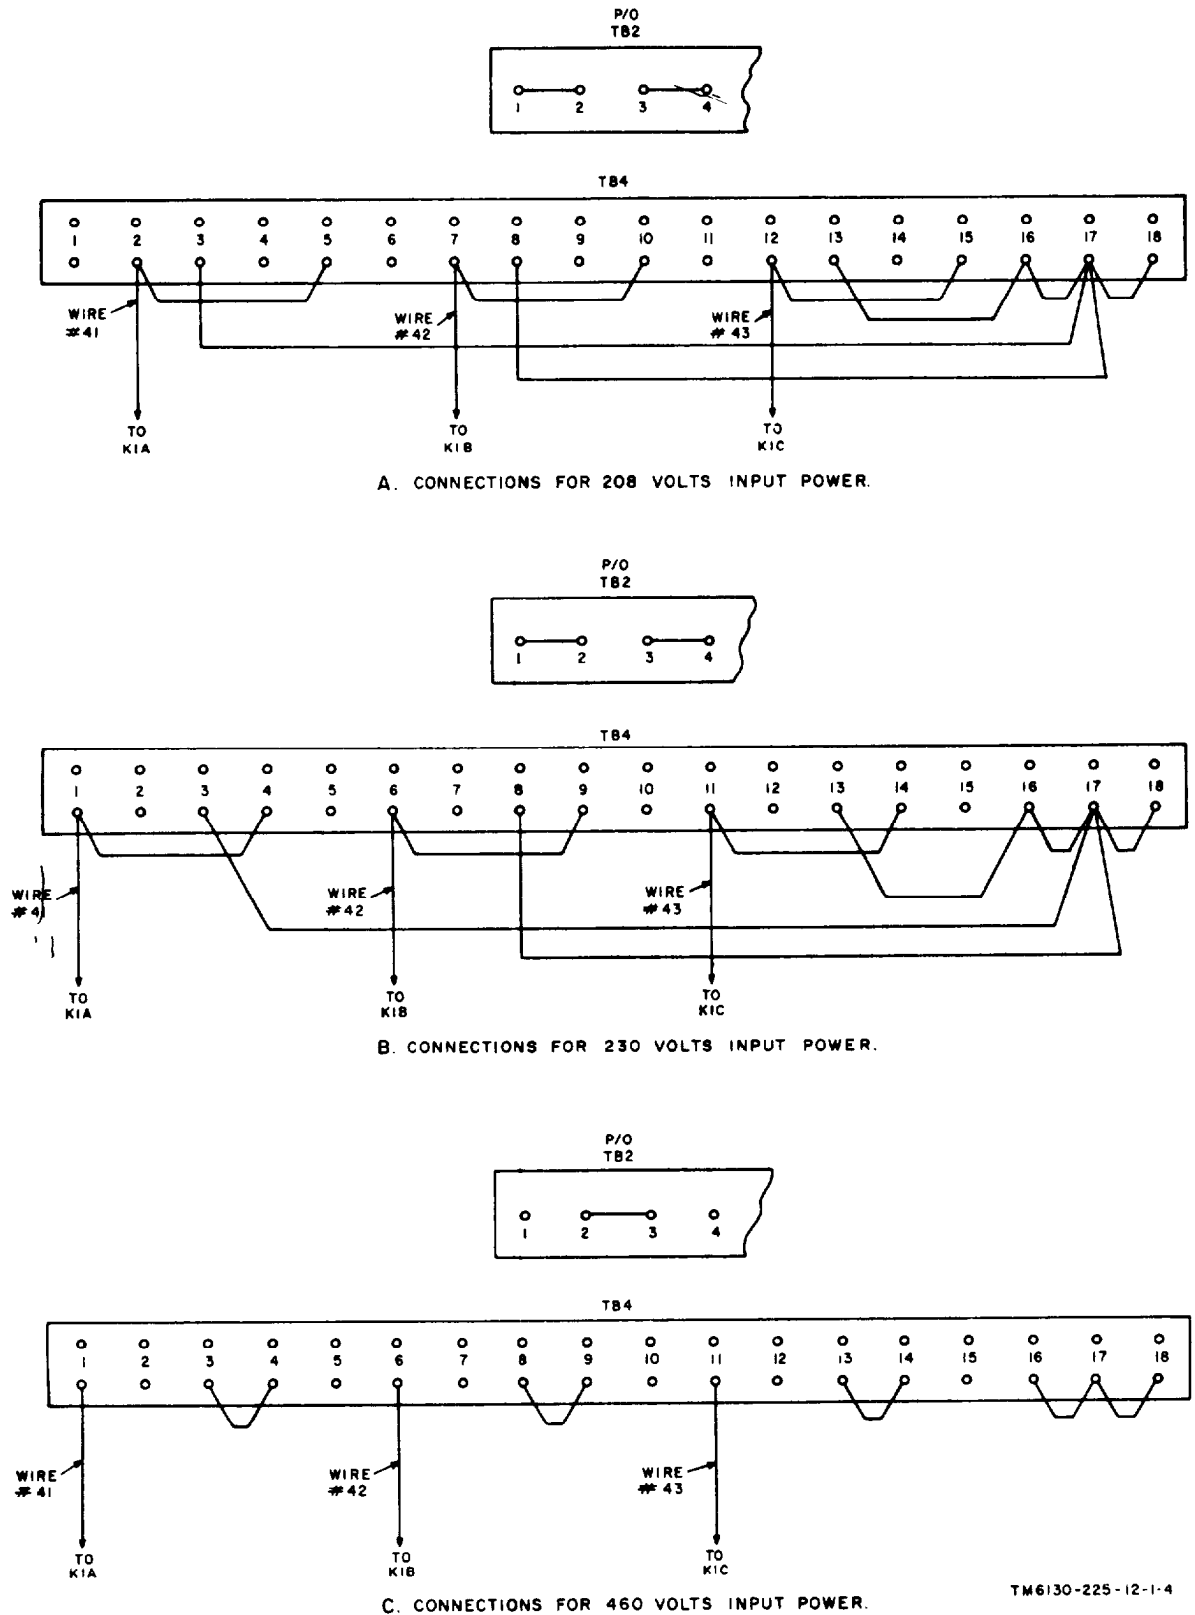 P/O
TB2
1 2 3 4
TB4
1 2 3 4 5 6 7 8 9 10 11 12 13 14 15 16 17 18
WIRE
#41
WIRE
#42
WIRE
#43
TO
K1A
TO
K1B
TO
K1C
A. CONNECTIONS FOR 208 VOLTS INPUT POWER.
P/O
TB2
1 2 3 4
TB4
1 2 3 4 5 6 7 8 9 10 11 12 13 14 15 16 17 18
WIRE
#41
WIRE
#42
WIRE
#43
TO
K1A
TO
K1B
TO
K1C
B. CONNECTIONS FOR 230 VOLTS INPUT POWER.
P/O
TB2
1 2 3 4
TB4
1 2 3 4 5 6 7 8 9 10 11 12 13 14 15 16 17 18
WIRE
#41
WIRE
#42
WIRE
#43
TO
K1A
TO
K1B
TO
K1C
TM6130-225-12-1-4
C. CONNECTIONS FOR 460 VOLTS INPUT POWER.